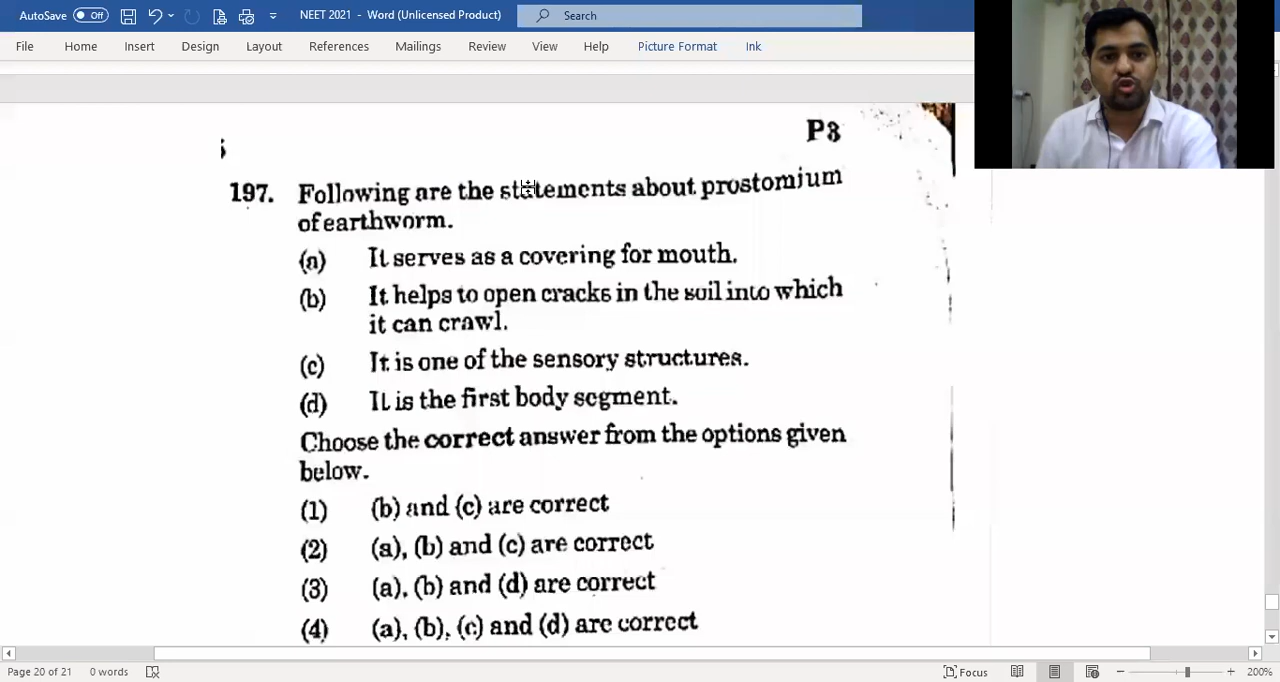 AutoSave Off NEET 2021 - Word (Unlicensed Product) Search
File Home Insert Design Layout References Mailings Review View Help Picture Format Ink
P3
197. Following are the statements about prostomium
of earthworm.
(a) It serves as a covering for mouth.
(b) It helps to open cracks in the soil into which
it can crawl.
(c) It is one of the sensory structures.
(d) It is the first body segment.
Choose the correct answer from the options given
below.
(1) (b) and (c) are correct
(2) (a), (b) and (c) are correct
(3) (a), (b) and (d) are correct
(4) (a), (b), (c) and (d) are correct
Page 20 of 21 0 words Focus 200%